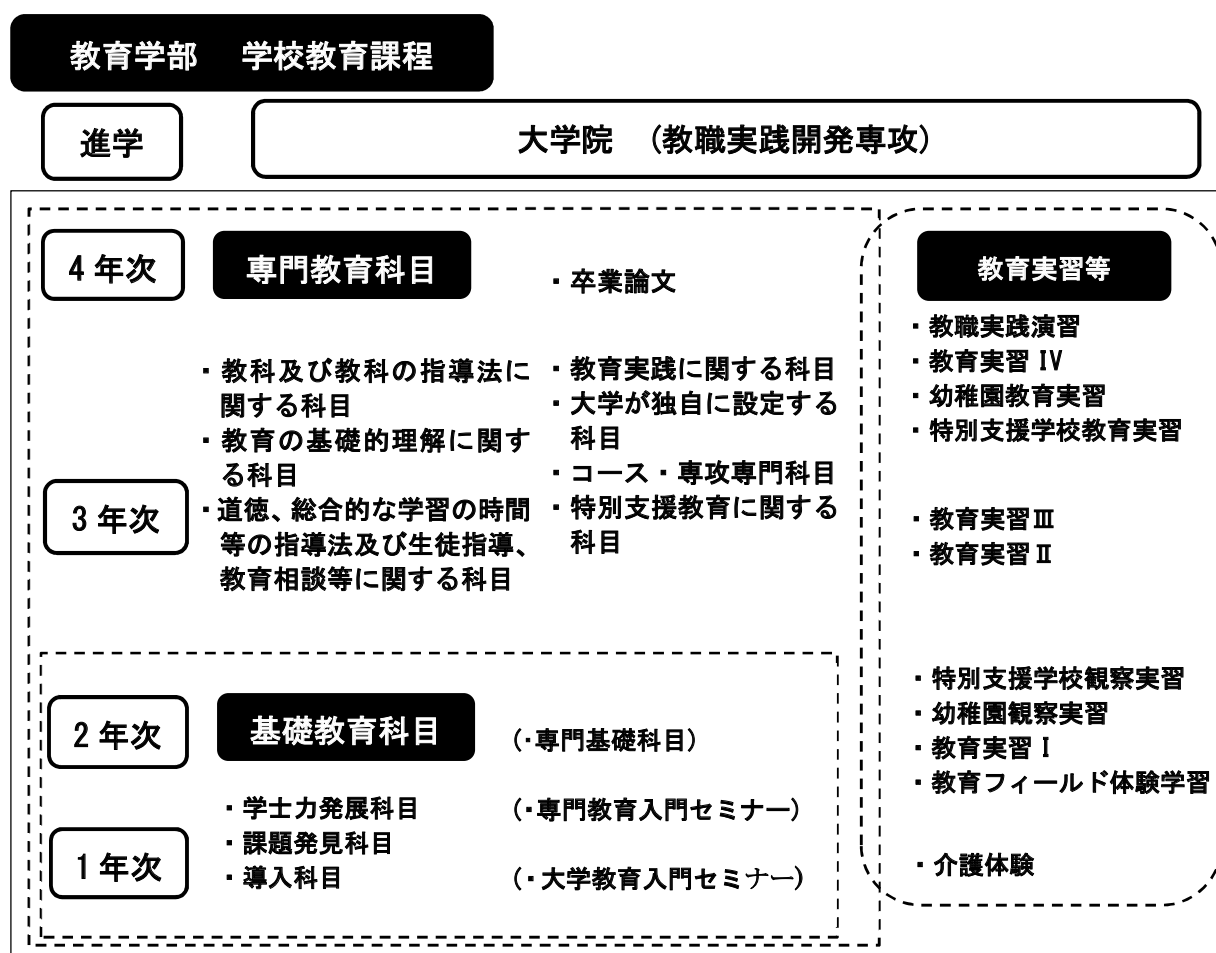 教育学部 学校教育課程
進学
大学院 (教職実践開発専攻)
4年次
専門教育科目
・卒業論文
・教科及び教科の指導法に
関する科目
・教育の基礎的理解に関す
る科目
・道徳、総合的な学習の時間
等の指導法及び生徒指導、
教育相談等に関する科目
・教育実践に関する科目
・大学が独自に設定する
科目
・コース・専攻専門科目
・特別支援教育に関する
科目
3年次
2年次
基礎教育科目
(・専門基礎科目)
・学士力発展科目
・課題発見科目
・導入科目
(・専門教育入門セミナー)
(・大学教育入門セミナー)
1年次
教育実習等
・教職実践演習
・教育実習 IV
・幼稚園教育実習
・特別支援学校教育実習
・教育実習Ⅲ
・教育実習Ⅱ
・特別支援学校観察実習
・幼稚園観察実習
・教育実習Ⅰ
・教育フィールド体験学習
・介護体験